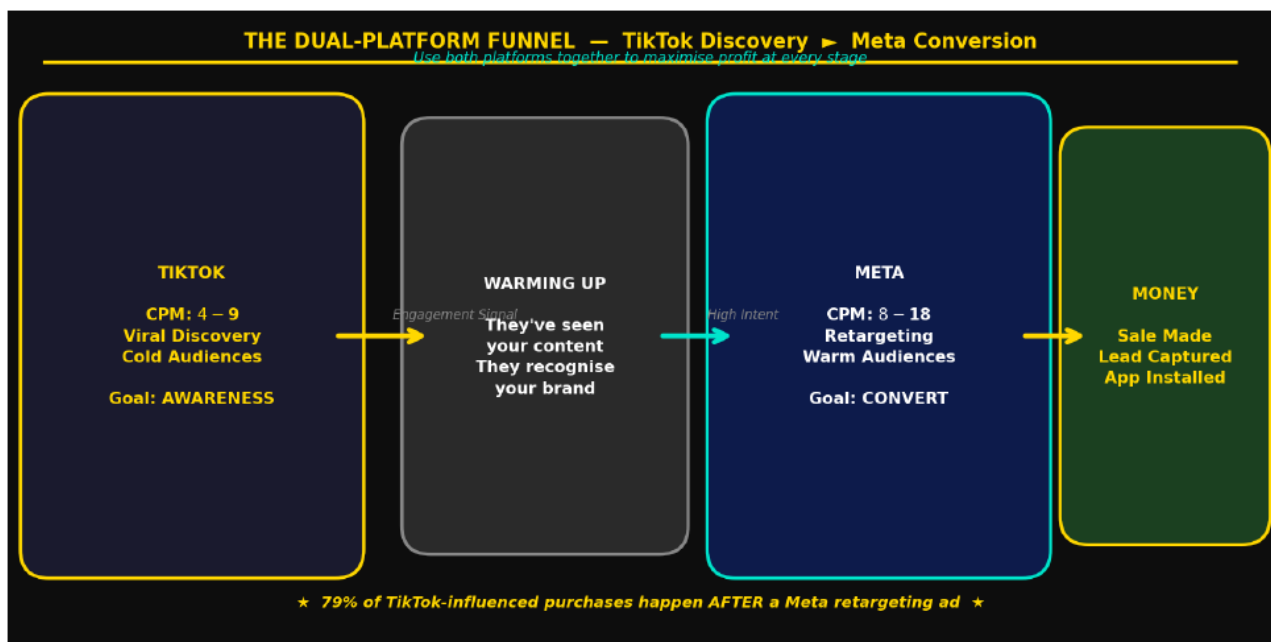 THE DUAL-PLATFORM FUNNEL — TikTok Discovery ► Meta Conversion
Use both platforms together to maximise profit at every stage
TIKTOK
CPM: 4 – 9
Viral Discovery
Cold Audiences
Goal: AWARENESS
Engagement Signal
WARMING UP
They've seen
your content
They recognise
your brand
High Intent
META
CPM: 8 – 18
Retargeting
Warm Audiences
Goal: CONVERT
MONEY
Sale Made
Lead Captured
App Installed
★ 79% of TikTok-influenced purchases happen AFTER a Meta retargeting ad ★